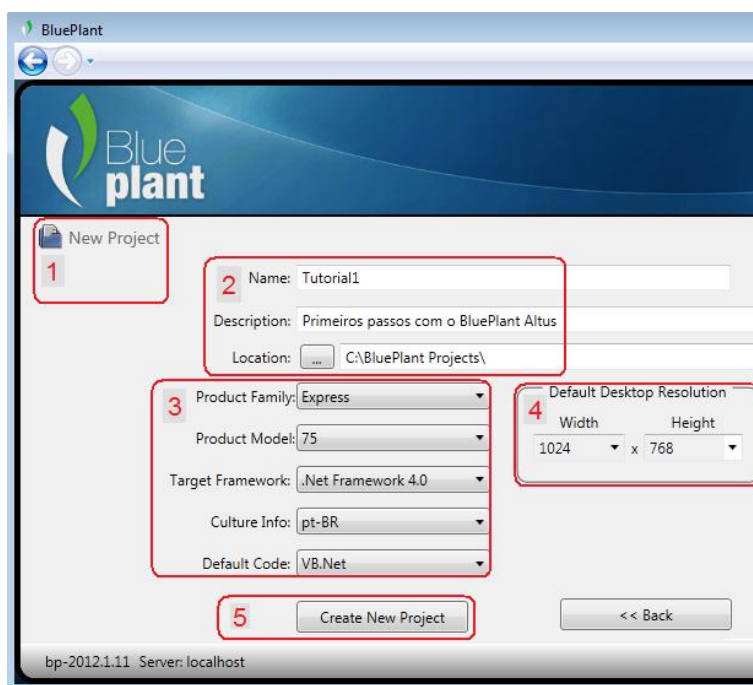 BluePlant
Blue
plant
New Project
1
2
Name: Tutorial1
Description: Primeiros passos com o BluePlant Altus
Location: ... C:\BluePlant Projects\
3
Product Family: Express
Product Model: 75
Target Framework: .Net Framework 4.0
Culture Info: pt-BR
Default Code: VB.Net
Default Desktop Resolution
4
Width Height
1024 x 768
5
Create New Project
<< Back
bp-2012.1.11 Server: localhost